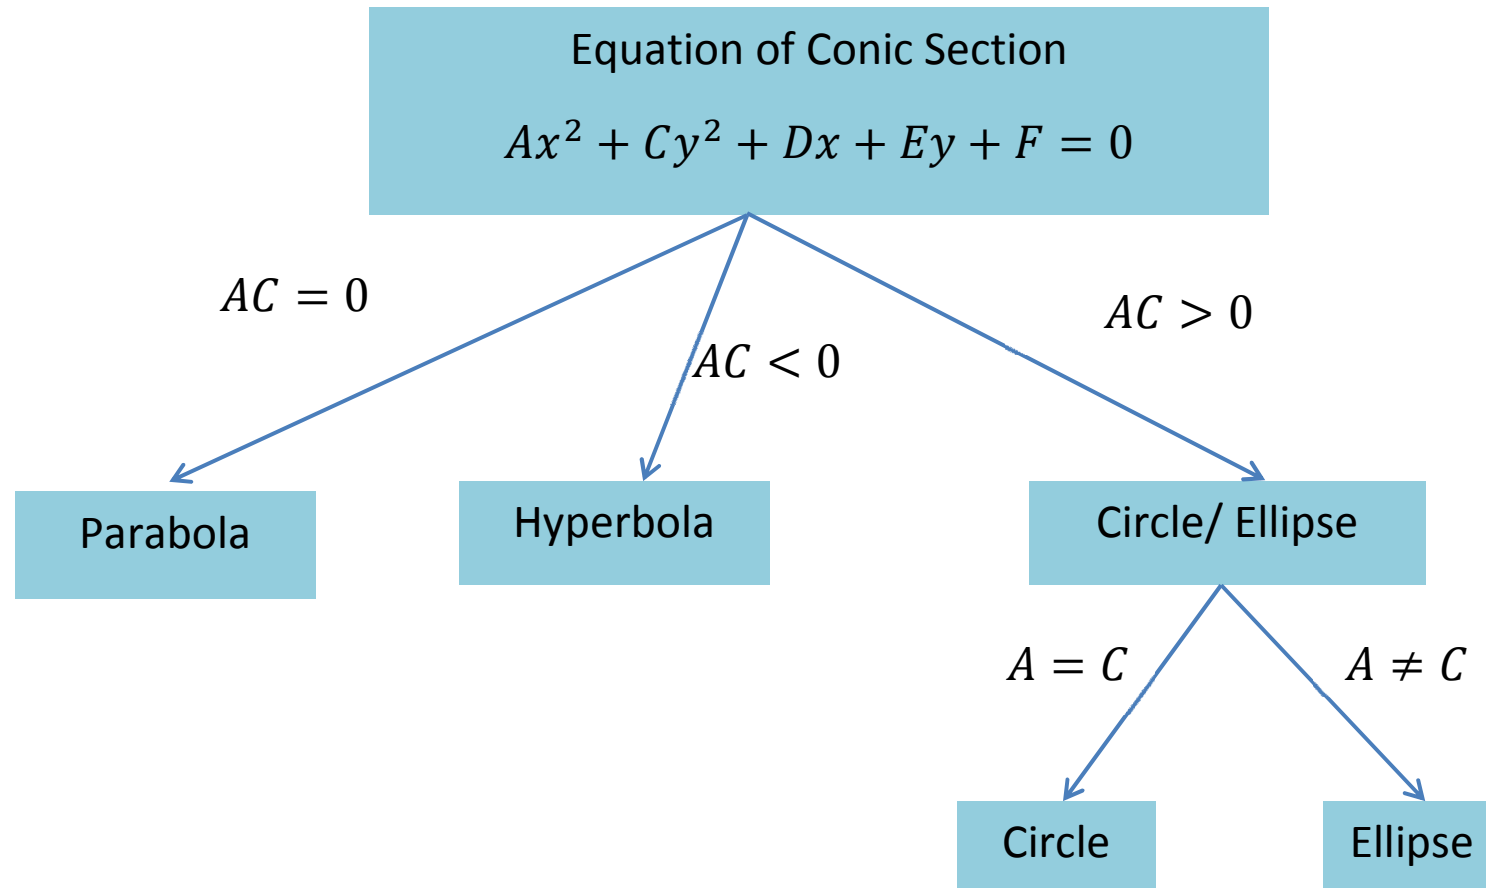 Equation of Conic Section
𝐴𝑥² + 𝐶𝑦² + 𝐷𝑥 + 𝐸𝑦 + 𝐹 = 0
𝐴𝐶 = 0
𝐴𝐶 < 0
𝐴𝐶 > 0
Parabola
Hyperbola
Circle/ Ellipse
𝐴 = 𝐶
𝐴 ≠ 𝐶
Circle
Ellipse